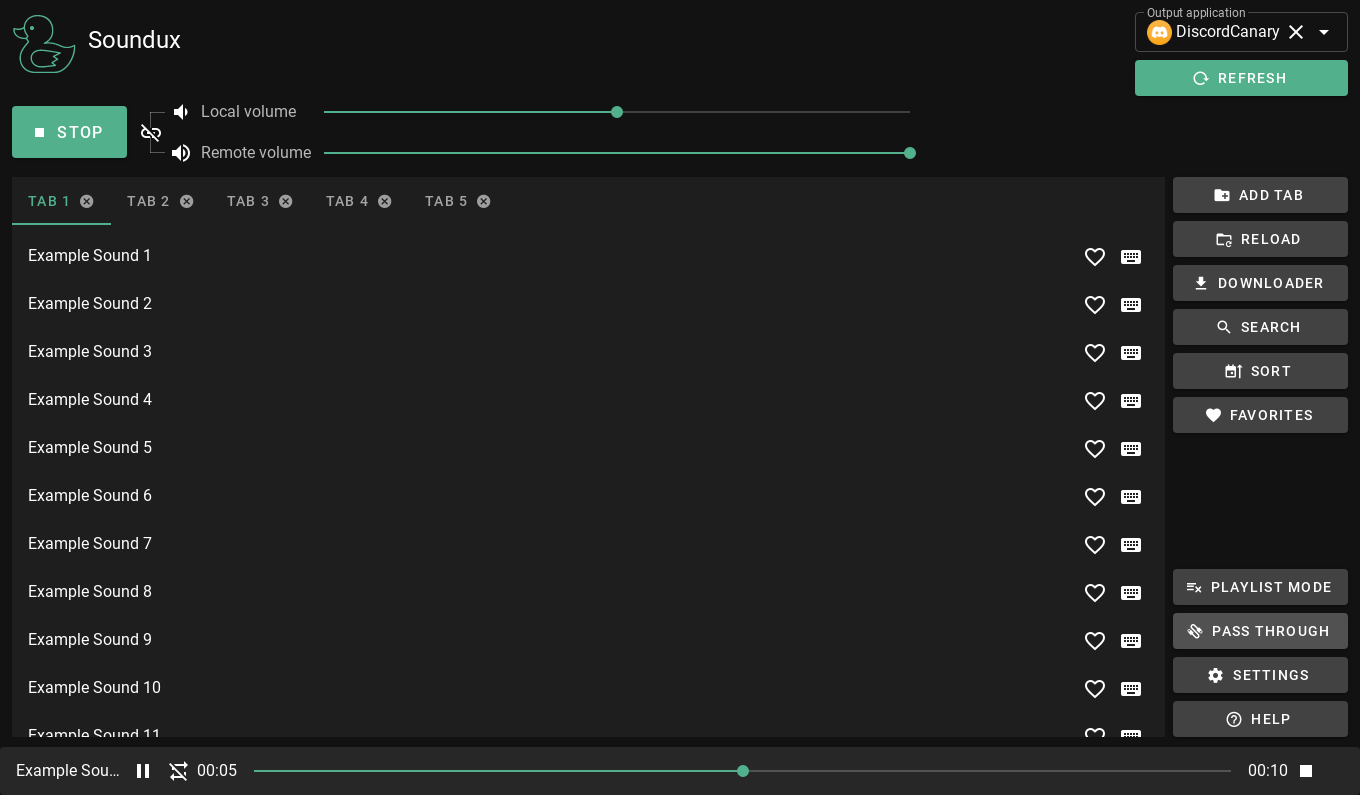 Soundux
Output application
DiscordCanary
REFRESH
STOP
Local volume
Remote volume
TAB 1
TAB 2
TAB 3
TAB 4
TAB 5
Example Sound 1
Example Sound 2
Example Sound 3
Example Sound 4
Example Sound 5
Example Sound 6
Example Sound 7
Example Sound 8
Example Sound 9
Example Sound 10
Example Sound 11
ADD TAB
RELOAD
DOWNLOADER
SEARCH
SORT
FAVORITES
PLAYLIST MODE
PASS THROUGH
SETTINGS
HELP
Example Sou...
00:05
00:10